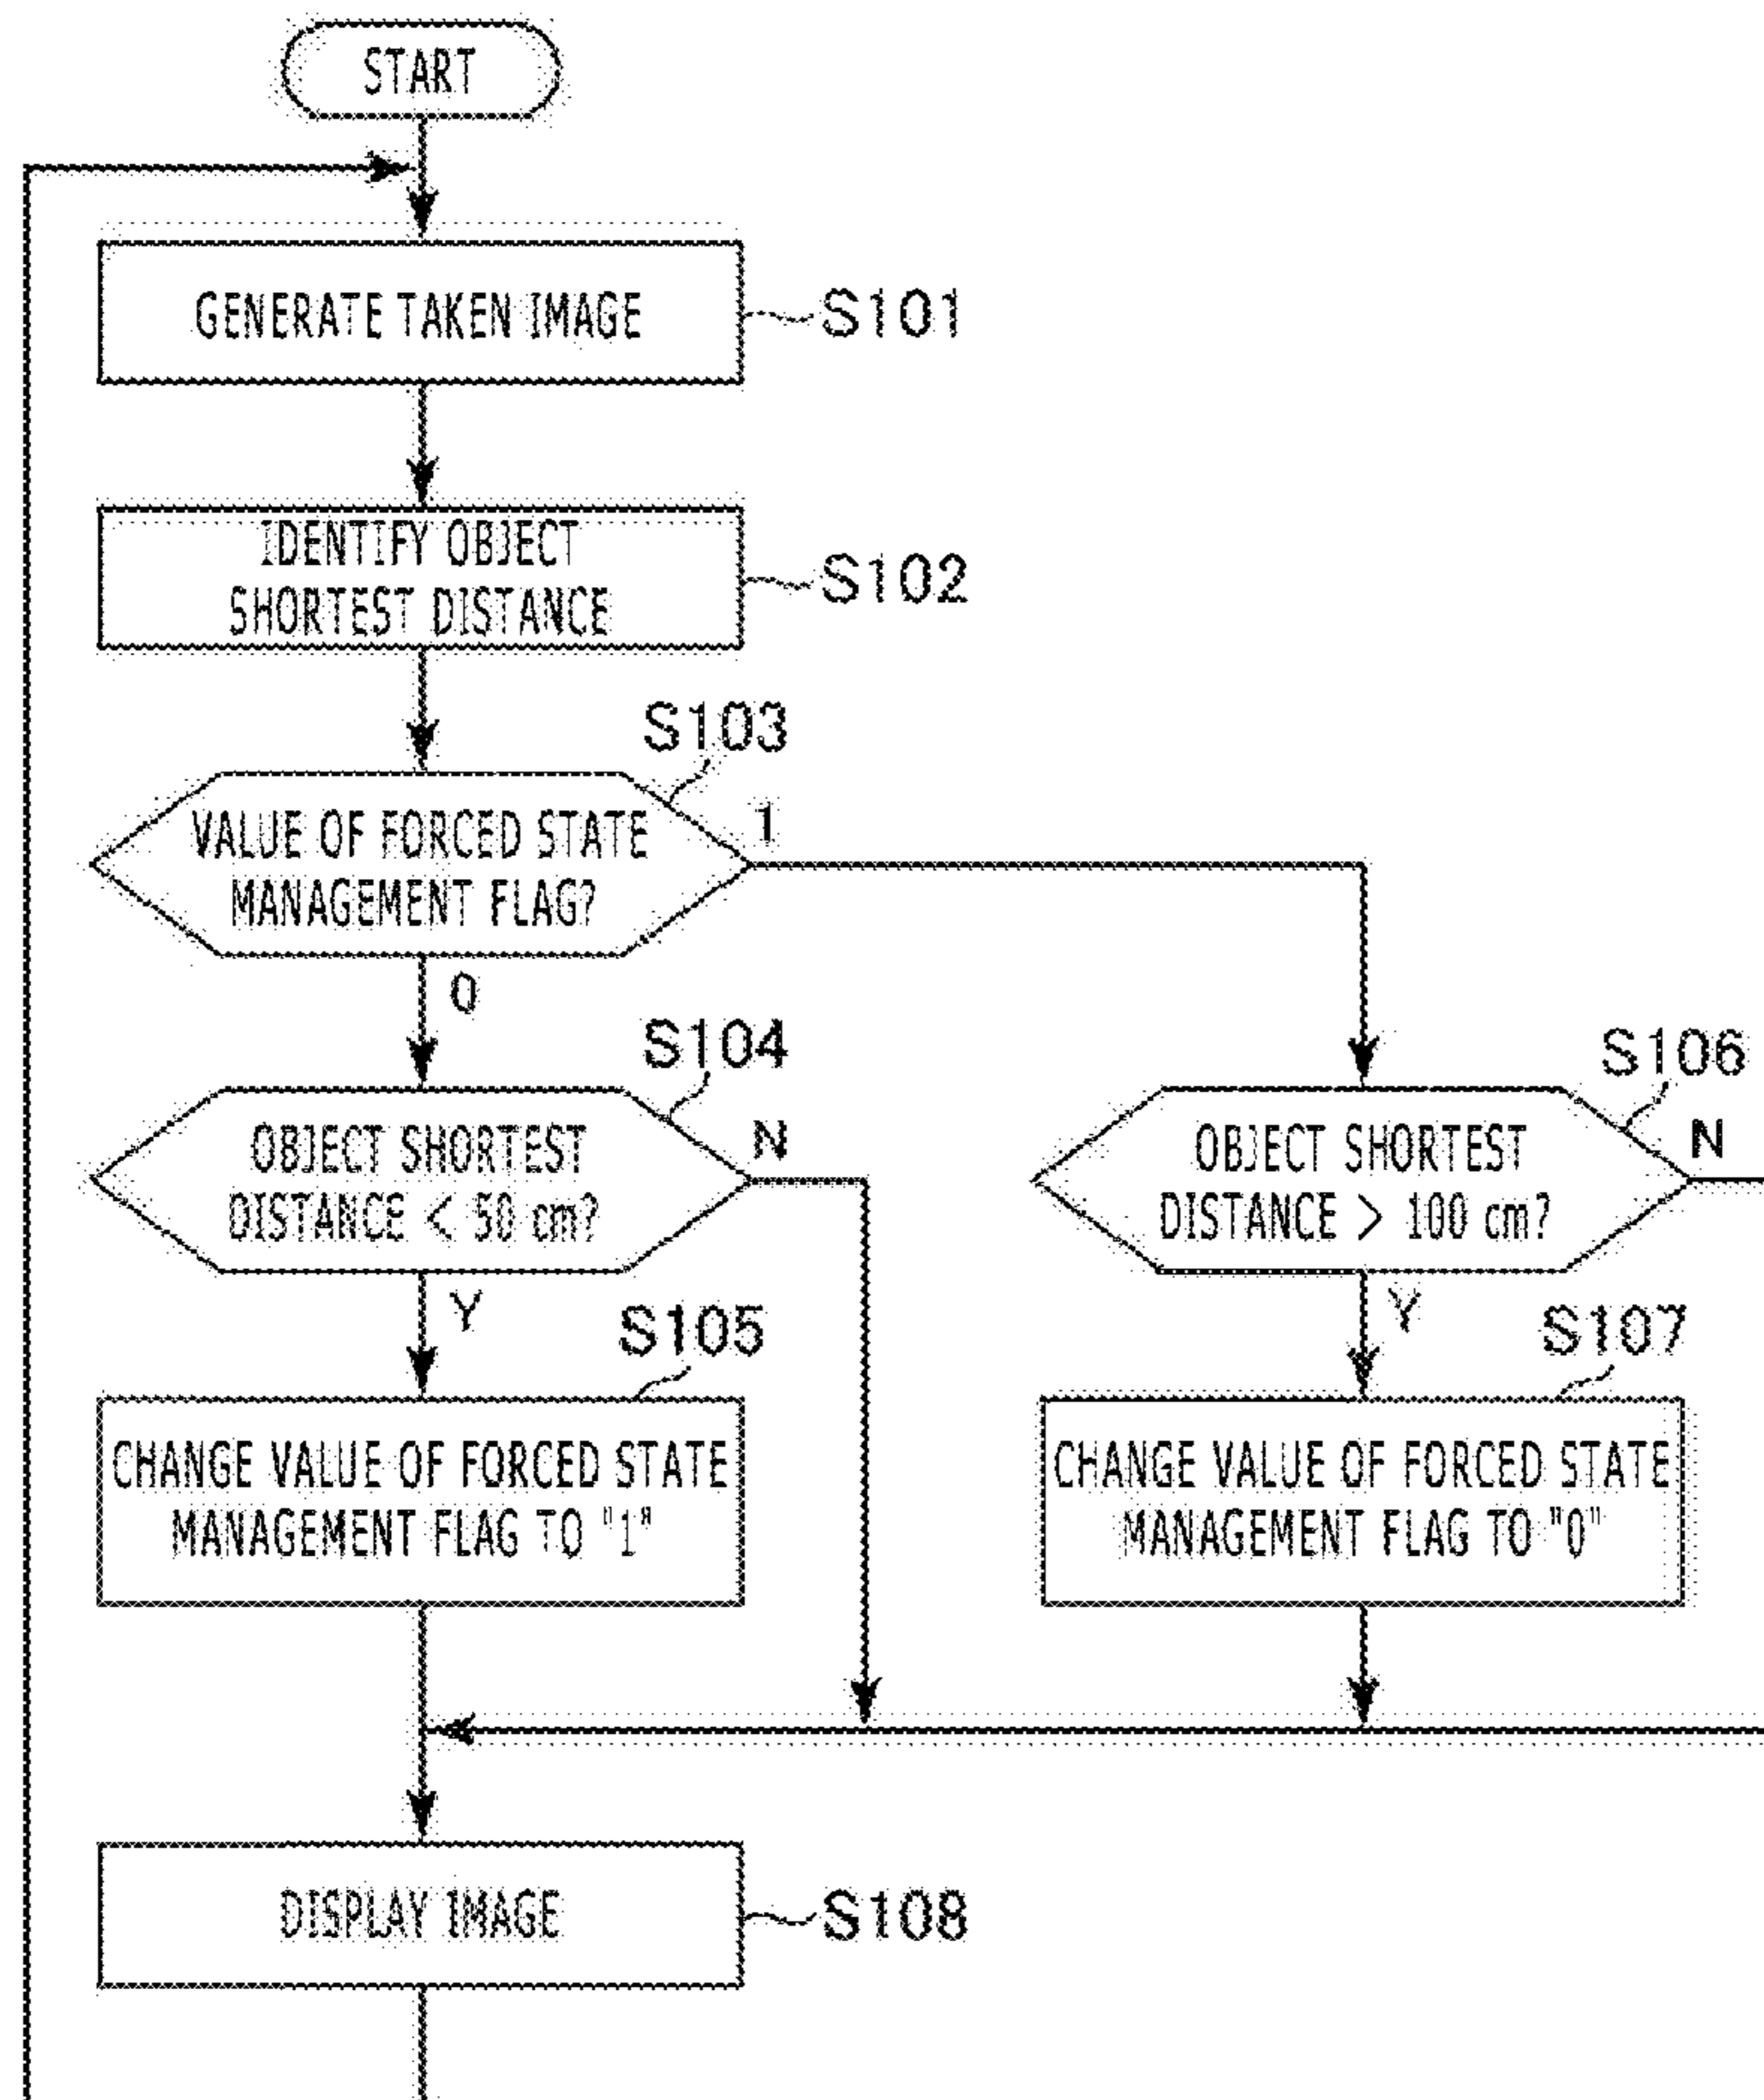 START
GENERATE TAKEN IMAGE
S101
IDENTIFY OBJECT
SHORTEST DISTANCE
S102
S103
VALUE OF FORCED STATE
MANAGEMENT FLAG?
1
0
S104
OBJECT SHORTEST
DISTANCE < 50 cm?
N
Y
S106
OBJECT SHORTEST
DISTANCE > 100 cm?
N
Y
S105
CHANGE VALUE OF FORCED STATE
MANAGEMENT FLAG TO "1"
S107
CHANGE VALUE OF FORCED STATE
MANAGEMENT FLAG TO "0"
DISPLAY IMAGE
S108